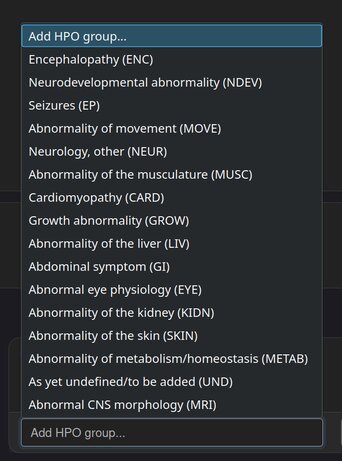 Add HPO group...
Encephalopathy (ENC)
Neurodevelopmental abnormality (NDEV)
Seizures (EP)
Abnormality of movement (MOVE)
Neurology, other (NEUR)
Abnormality of the musculature (MUSC)
Cardiomyopathy (CARD)
Growth abnormality (GROW)
Abnormality of the liver (LIV)
Abdominal symptom (GI)
Abnormal eye physiology (EYE)
Abnormality of the kidney (KIDN)
Abnormality of the skin (SKIN)
Abnormality of metabolism/homeostasis (METAB)
As yet undefined/to be added (UND)
Abnormal CNS morphology (MRI)
Add HPO group...